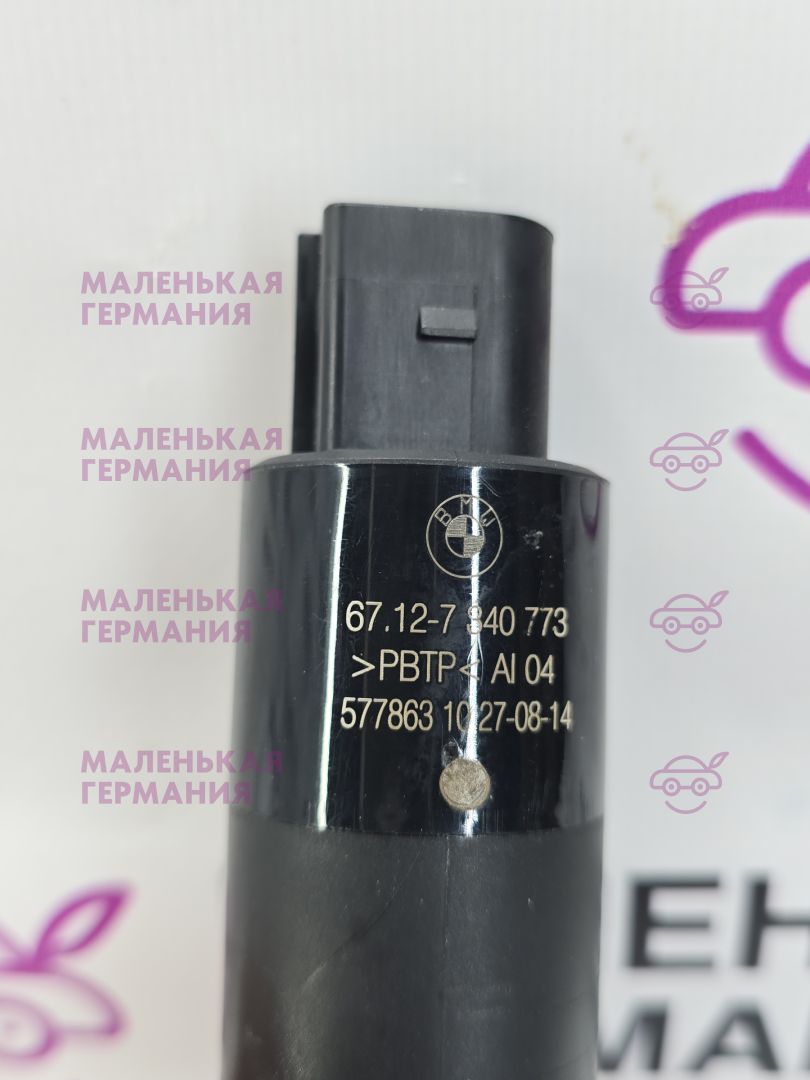 МАЛЕНЬКАЯ
ГЕРМАНИЯ
МАЛЕНЬКАЯ
ГЕРМАНИЯ
BMW
МАЛЕНЬКАЯ
ГЕРМАНИЯ
67.12-7 340 773
>PBTP< AI 04
577863 10 27-08-14
МАЛЕНЬКАЯ
ГЕРМАНИЯ